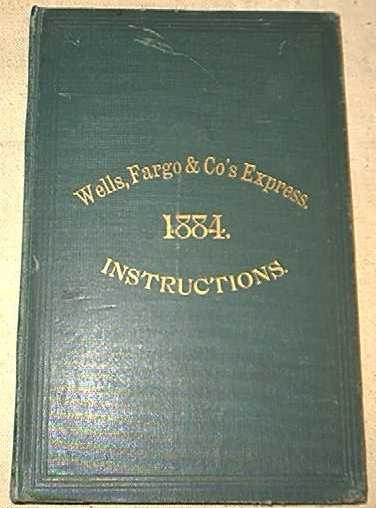 Wells, Fargo & Co's Express.
1884.
INSTRUCTIONS.